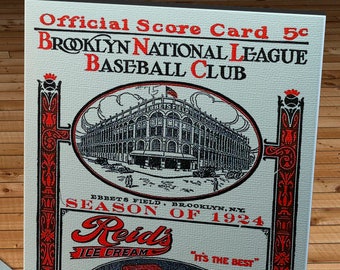 Official Score Card 5¢
BROOKLYN NATIONAL LEAGUE
BASEBALL CLUB
EBBETS FIELD - BROOKLYN, N.Y.
SEASON OF 1924
Reid's
ICE CREAM
"IT'S THE BEST"